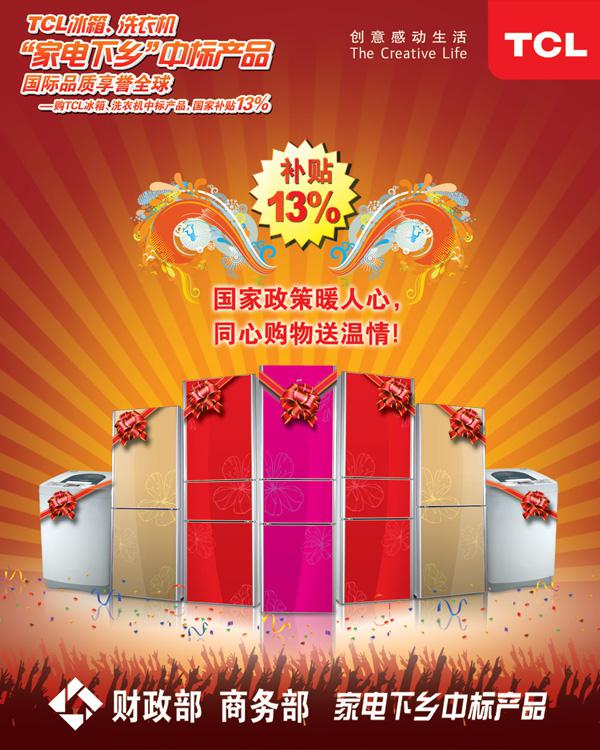 TCL冰箱、洗衣机
“家电下乡”中标产品
国际品质享誉全球
—购TCL冰箱、洗衣机中标产品，国家补贴13%
创意感动生活
The Creative Life
TCL
补贴
13%
国家政策暖人心，
同心购物送温情!
财政部 商务部 家电下乡中标产品